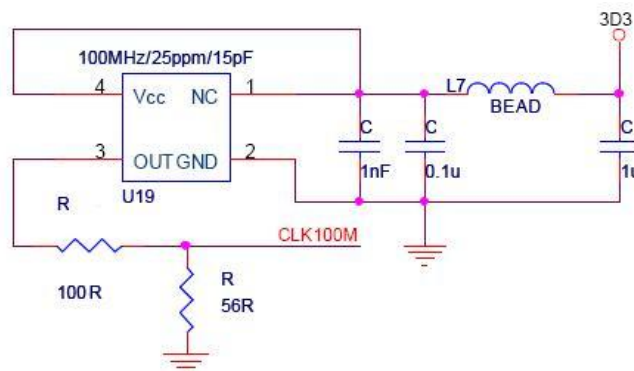 3D3
100MHz/25ppm/15pF
4 Vcc NC 1
L7
BEAD
C C C
3 OUT GND 2
1nF 0.1u 1u
U19
R
CLK100M
100R
R
56R